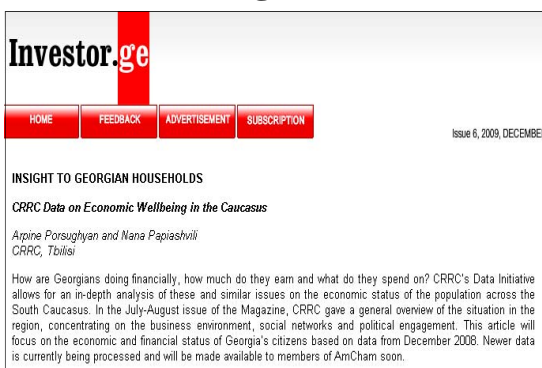 Investor.ge
HOME FEEDBACK ADVERTISEMENT SUBSCRIPTION
Issue 6, 2009, DECEMBE
INSIGHT TO GEORGIAN HOUSEHOLDS
CRRC Data on Economic Wellbeing in the Caucasus
Arpine Porsughyan and Nana Papiashvili
CRRC, Tbilisi
How are Georgians doing financially, how much do they earn and what do they spend on? CRRC's Data Initiative
allows for an in-depth analysis of these and similar issues on the economic status of the population across the
South Caucasus. In the July-August issue of the Magazine, CRRC gave a general overview of the situation in the
region, concentrating on the business environment, social networks and political engagement. This article will
focus on the economic and financial status of Georgia's citizens based on data from December 2008. Newer data
is currently being processed and will be made available to members of AmCham soon.